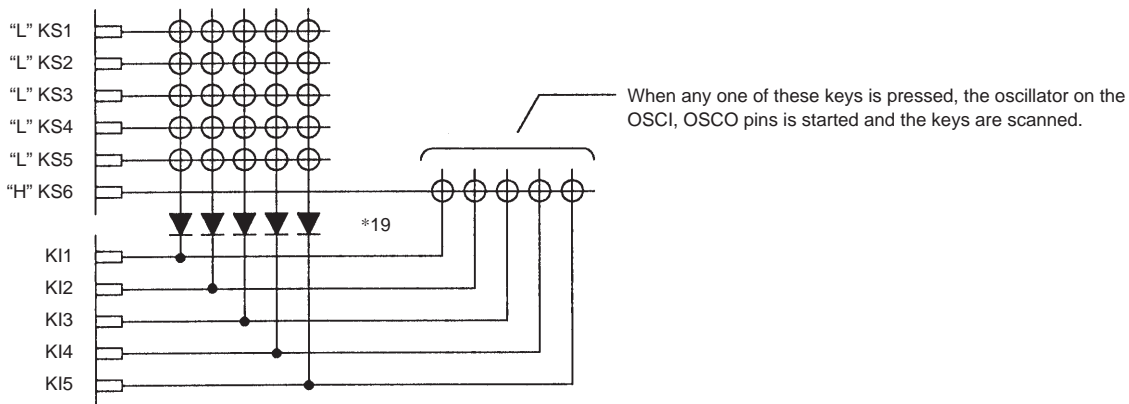 “L” KS1
“L” KS2
“L” KS3
“L” KS4
“L” KS5
“H” KS6
When any one of these keys is pressed, the oscillator on the
OSCI, OSCO pins is started and the keys are scanned.
*19
KI1
KI2
KI3
KI4
KI5